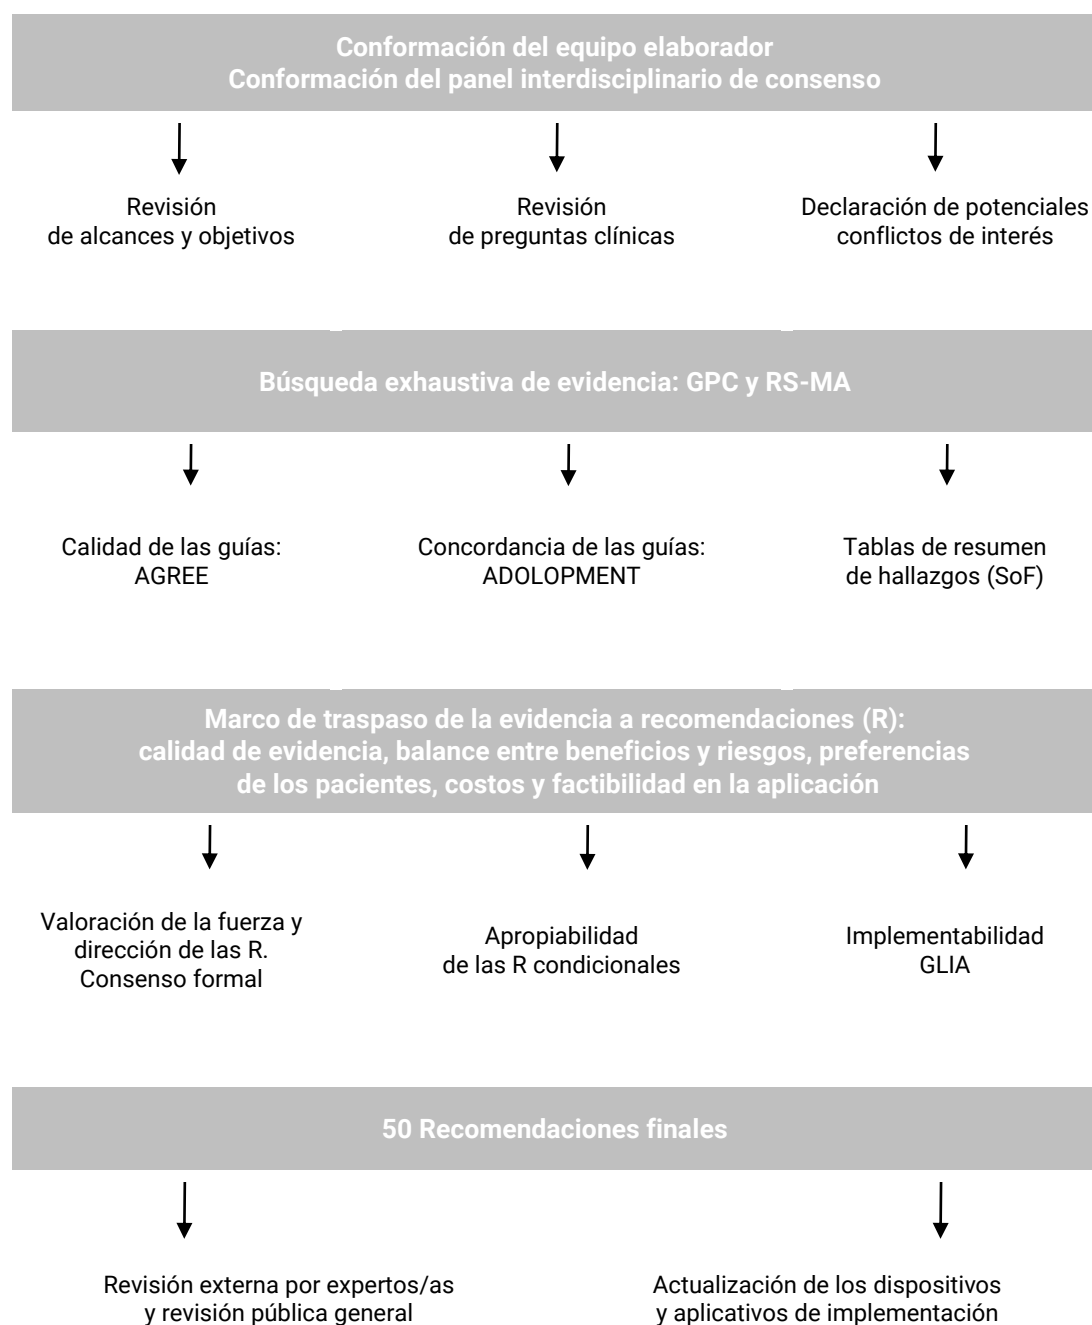 Conformación del equipo elaborador
Conformación del panel interdisciplinario de consenso
Revisión
de alcances y objetivos
Revisión
de preguntas clínicas
Declaración de potenciales
conflictos de interés
Búsqueda exhaustiva de evidencia: GPC y RS-MA
Calidad de las guías:
AGREE
Concordancia de las guías:
ADOLOPMENT
Tablas de resumen
de hallazgos (SoF)
Marco de traspaso de la evidencia a recomendaciones (R):
calidad de evidencia, balance entre beneficios y riesgos, preferencias
de los pacientes, costos y factibilidad en la aplicación
Valoración de la fuerza y
dirección de las R.
Consenso formal
Apropiabilidad
de las R condicionales
Implementabilidad
GLIA
50 Recomendaciones finales
Revisión externa por expertos/as
y revisión pública general
Actualización de los dispositivos
y aplicativos de implementación